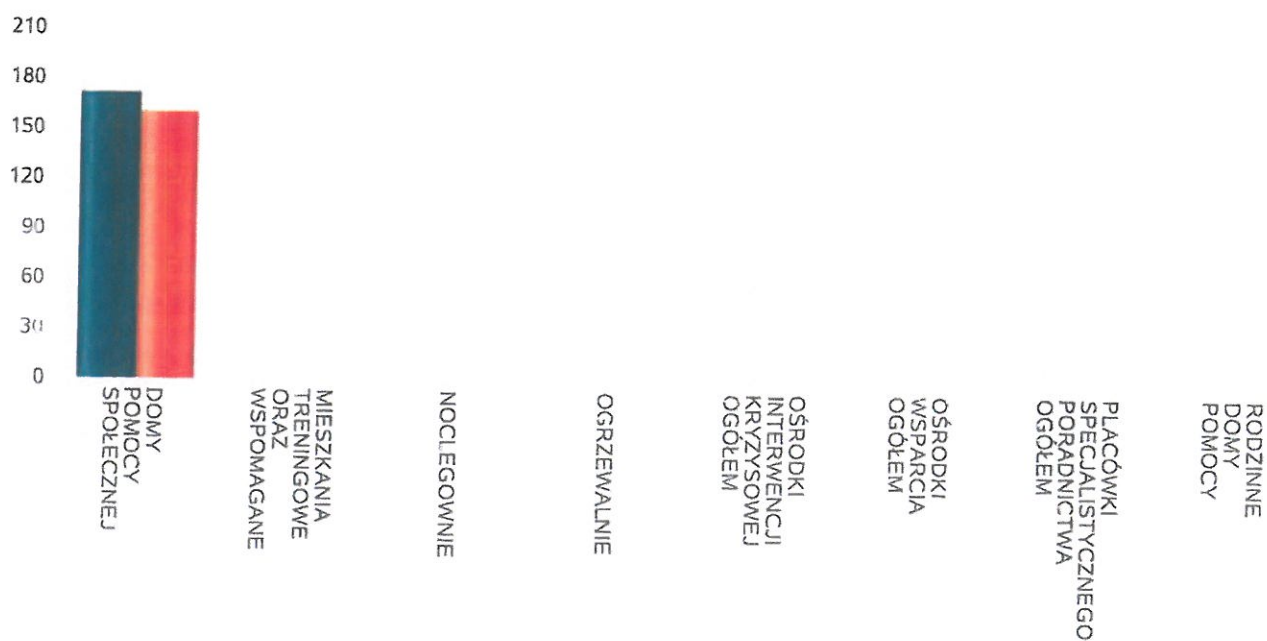 210
180
150
120
90
60
30
0
DOMY
POMOCY
SPOŁECZNEJ
MIESZKANIA
TRENINGOWE
ORAZ
WSPOMAGANE
NOCLEGOWNIE
OGRZEWALNIE
OŚRODKI
INTERWENCJI
KRYZYSOWEJ
OGÓŁEM
OŚRODKI
WSPARCIA
OGÓŁEM
PLACÓWKI
SPECJALISTYCZNEGO
PORADNICTWA
OGÓŁEM
RODZINNE
DOMY
POMOCY